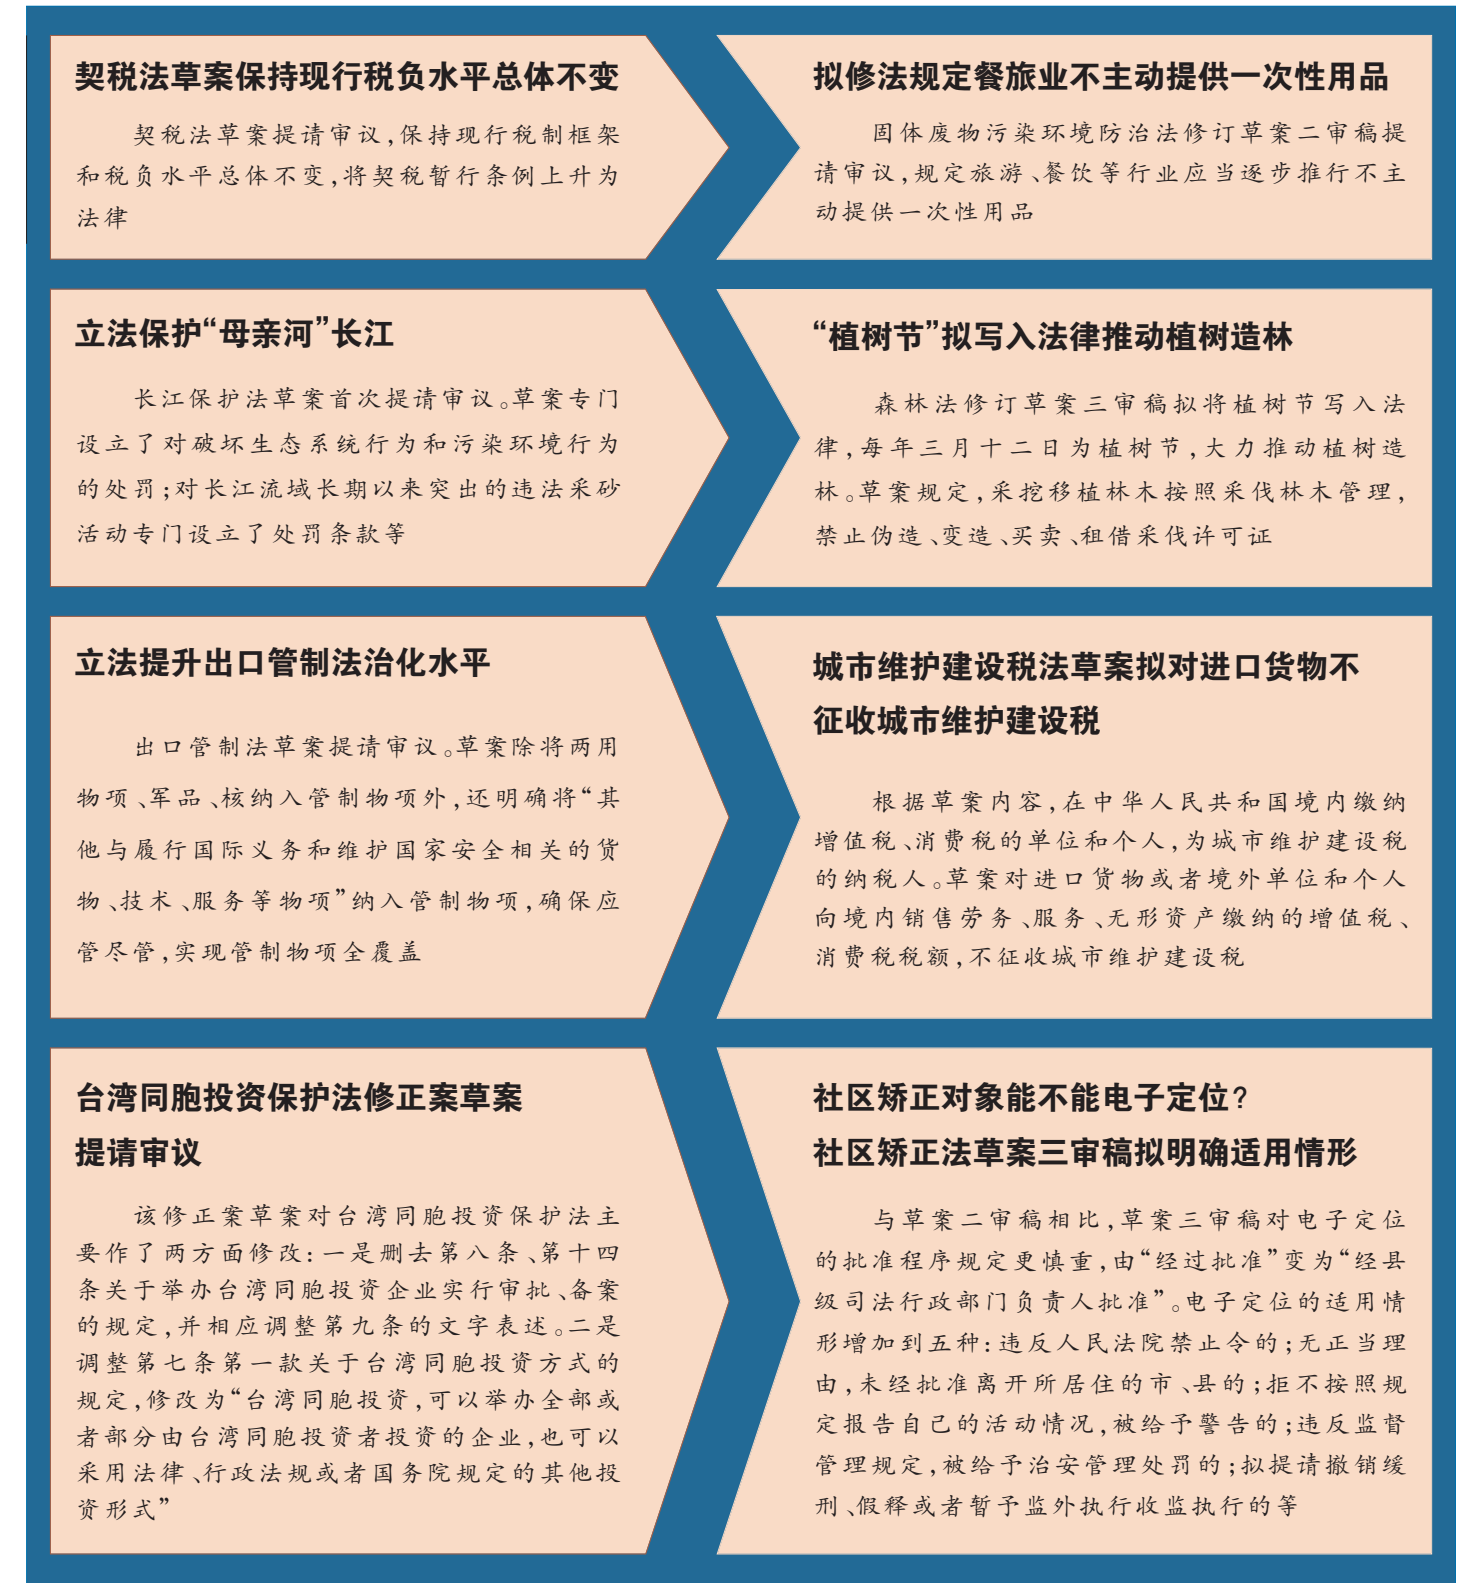 契税法草案保持现行税负水平总体不变
契税法草案提请审议,保持现行税制框架
和税负水平总体不变,将契税暂行条例上升为
法律
拟修法规定餐旅业不主动提供一次性用品
固体废物污染环境防治法修订草案二审稿提
请审议,规定旅游、餐饮等行业应当逐步推行不主
动提供一次性用品
立法保护“母亲河”长江
长江保护法草案首次提请审议。草案专门
设立了对破坏生态系统行为和污染环境行为
的处罚;对长江流域长期以来突出的违法采砂
活动专门设立了处罚条款等
“植树节”拟写入法律推动植树造林
森林法修订草案三审稿拟将植树节写入法
律,每年三月十二日为植树节,大力推动植树造
林。草案规定,采挖移植林木按照采伐林木管理,
禁止伪造、变造、买卖、租借采伐许可证
立法提升出口管制法治化水平
出口管制法草案提请审议。草案除将两用
物项、军品、核纳入管制物项外,还明确将“其
他与履行国际义务和维护国家安全相关的货
物、技术、服务等物项”纳入管制物项,确保应
管尽管,实现管制物项全覆盖
城市维护建设税法草案拟对进口货物不
征收城市维护建设税
根据草案内容,在中华人民共和国境内缴纳
增值税、消费税的单位和个人,为城市维护建设税
的纳税人。草案对进口货物或者境外单位和个人
向境内销售劳务、服务、无形资产缴纳的增值税、
消费税税额,不征收城市维护建设税
台湾同胞投资保护法修正案草案
提请审议
该修正案草案对台湾同胞投资保护法主
要作了两方面修改:一是删去第八条、第十四
条关于举办台湾同胞投资企业实行审批、备案
的规定,并相应调整第九条的文字表述。二是
调整第七条第一款关于台湾同胞投资方式的
规定,修改为“台湾同胞投资,可以举办全部或
者部分由台湾同胞投资者投资的企业,也可以
采用法律、行政法规或者国务院规定的其他投
资形式”
社区矫正对象能不能电子定位?
社区矫正法草案三审稿拟明确适用情形
与草案二审稿相比,草案三审稿对电子定位
的批准程序规定更慎重,由“经过批准”变为“经县
级司法行政部门负责人批准”。电子定位的适用情
形增加到五种:违反人民法院禁止令的;无正当理
由,未经批准离开所居住的市、县的;拒不按照规
定报告自己的活动情况,被给予警告的;违反监督
管理规定,被给予治安管理处罚的;拟提请撤销缓
刑、假释或者暂予监外执行收监执行的等